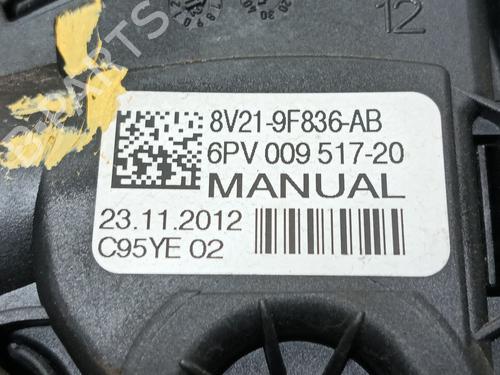 12
8V21-9F836-AB
6PV 009 517-20
MANUAL
23.11.2012
C95YE 02